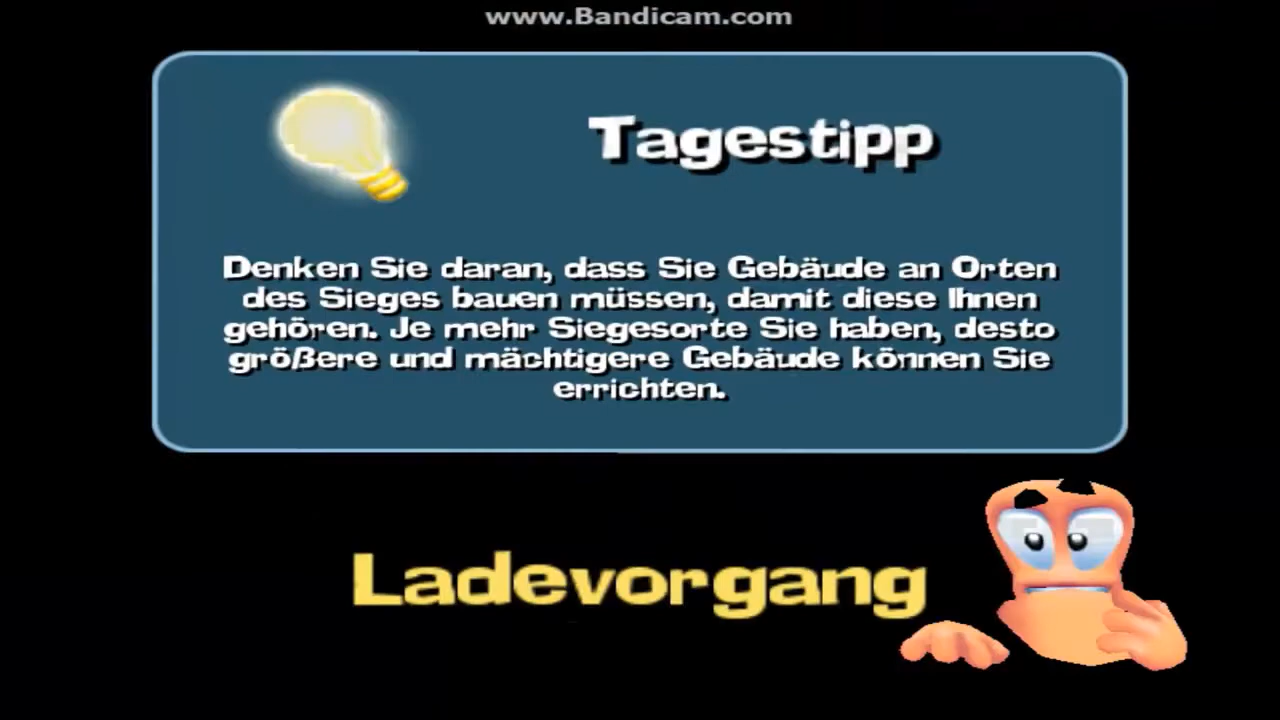 www.Bandicam.com
Tagestipp
Denken Sie daran, dass Sie Gebäude an Orten
des Sieges bauen müssen, damit diese Ihnen
gehören. Je mehr Siegesorte Sie haben, desto
größere und mächtigere Gebäude können Sie
errichten.
Ladevorgang